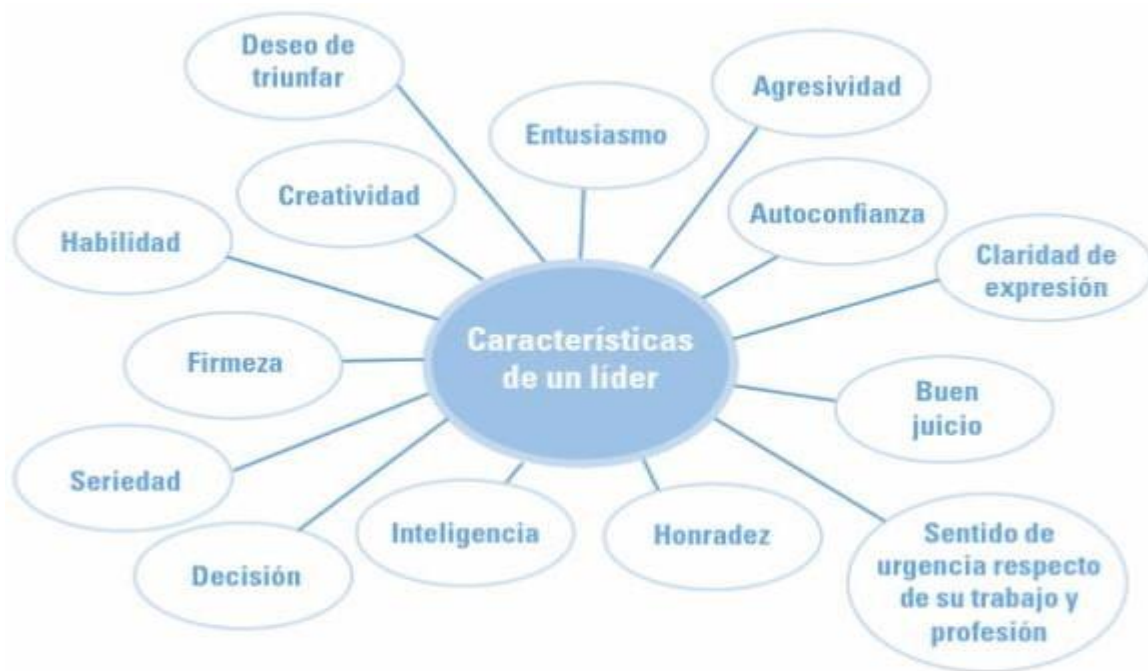 Deseo de
triunfar
Entusiasmo
Agresividad
Creatividad
Autoconfianza
Habilidad
Claridad de
expresión
Características
de un líder
Firmeza
Buen
juicio
Seriedad
Inteligencia
Honradez
Decisión
Sentido de
urgencia respecto
de su trabajo y
profesión